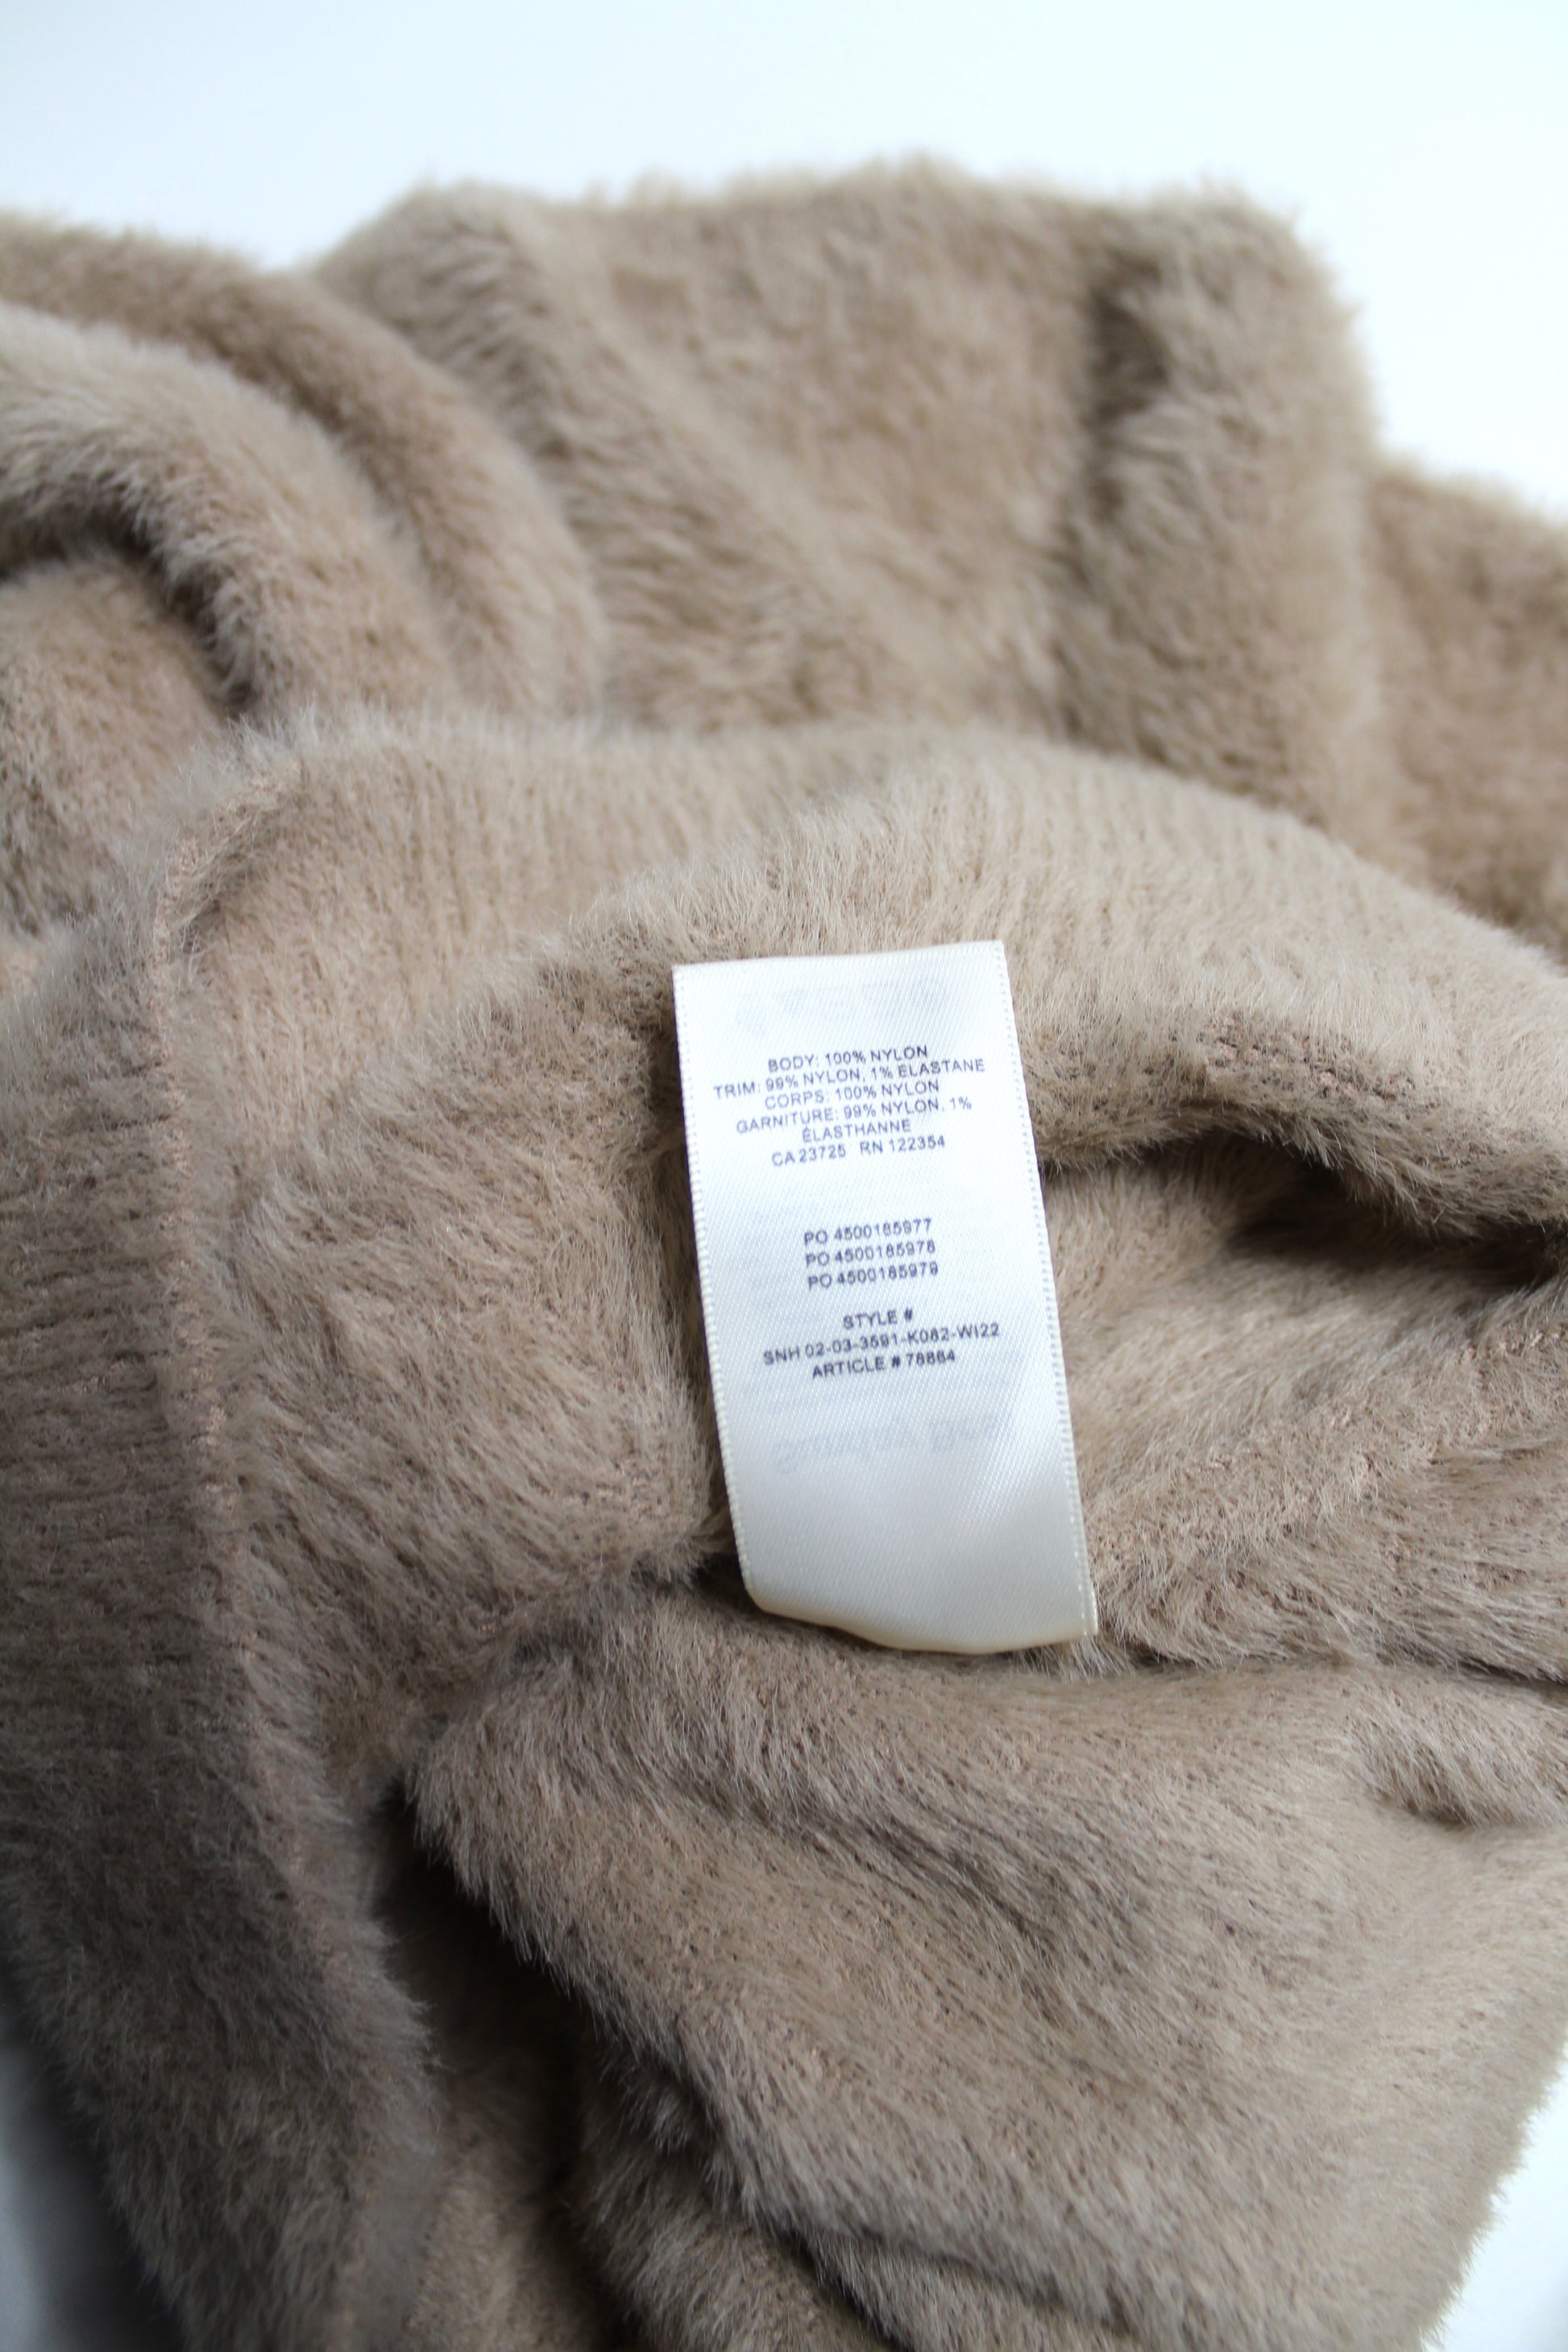 BODY: 100% NYLON
TRIM: 99% NYLON, 1% ELASTANE
CORPS: 100% NYLON
GARNITURE: 99% NYLON, 1%
ÉLASTHANNE
CA 23725 RN 122354
PO 4500185977
PO 4500185978
PO 4500185979
STYLE #
SNH 02-03-3591-K082-WI22
ARTICLE # 78864